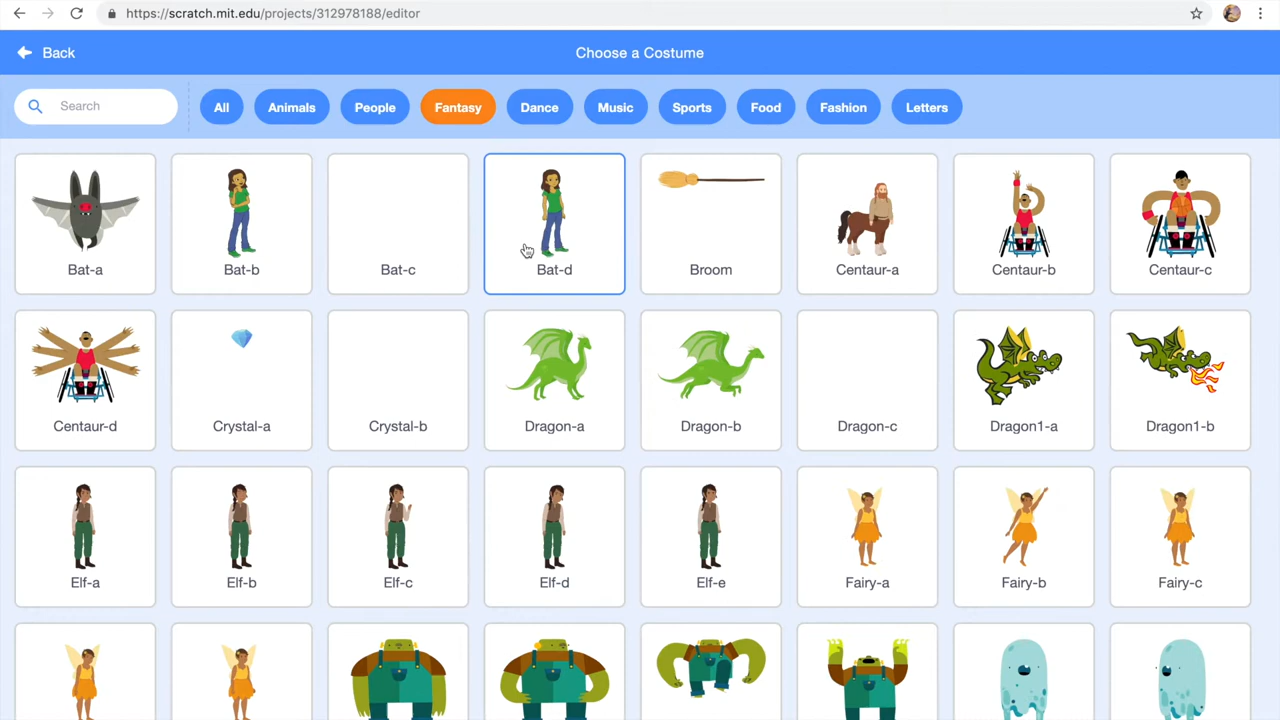 https://scratch.mit.edu/projects/312978188/editor
Back
Choose a Costume
Search
All
Animals
People
Fantasy
Dance
Music
Sports
Food
Fashion
Letters
Bat-a
Bat-b
Bat-c
Bat-d
Broom
Centaur-a
Centaur-b
Centaur-c
Centaur-d
Crystal-a
Crystal-b
Dragon-a
Dragon-b
Dragon-c
Dragon1-a
Dragon1-b
Elf-a
Elf-b
Elf-c
Elf-d
Elf-e
Fairy-a
Fairy-b
Fairy-c